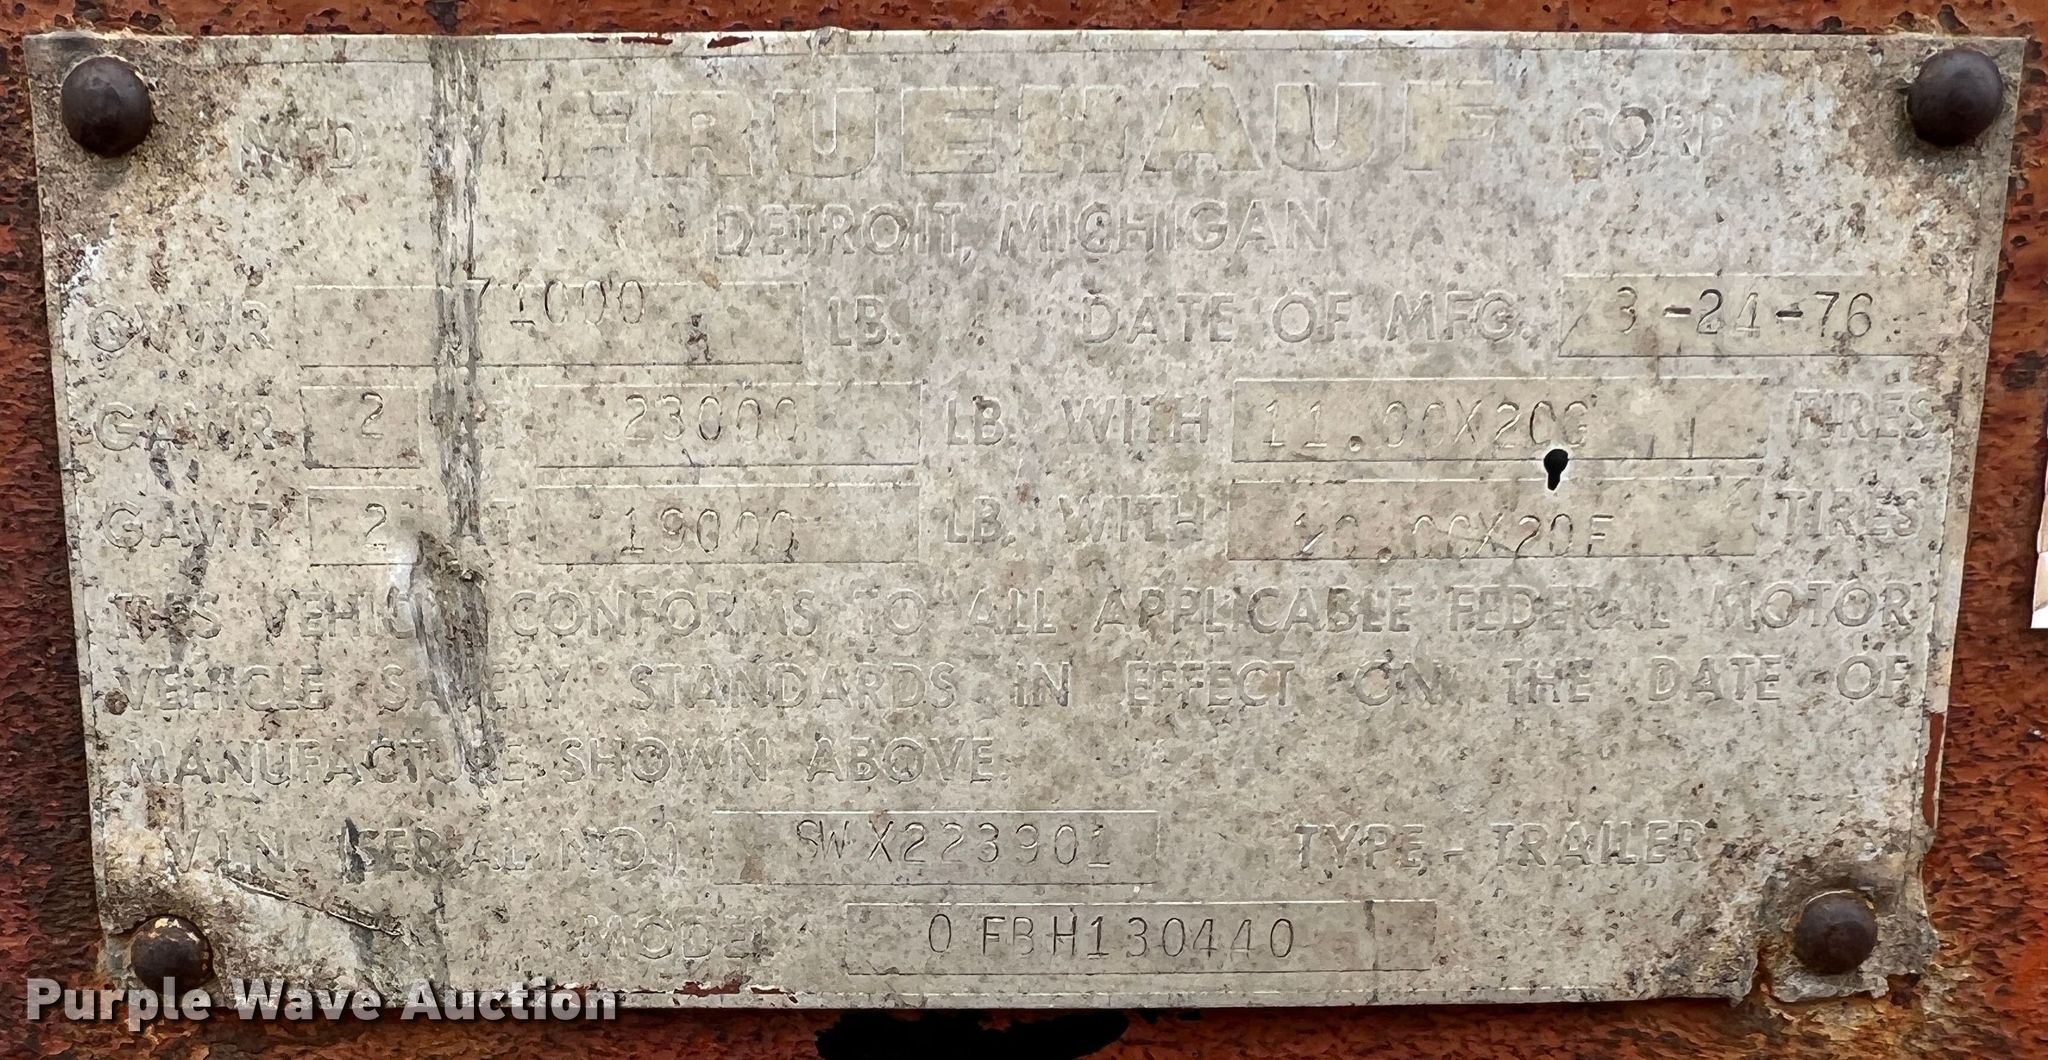 MFD. BY FRUEHAUF CORP.
DETROIT, MICHIGAN
GVWR 71000 LB. DATE OF MFG. 3-24-76
GAWR 2 AT 23000 LB. WITH 11.00X20G TIRES
GAWR 2 AT 19000 LB. WITH 10.00X20F TIRES
THIS VEHICLE CONFORMS TO ALL APPLICABLE FEDERAL MOTOR
VEHICLE SAFETY STANDARDS IN EFFECT ON THE DATE OF
MANUFACTURE SHOWN ABOVE.
V.I.N. (SERIAL NO.) SWX223901 TYPE - TRAILER
MODEL 0FBH130440
Purple Wave Auction